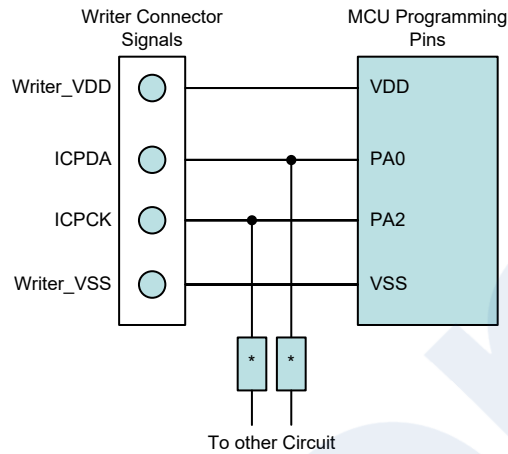 Writer Connector
Signals
MCU Programming
Pins
Writer_VDD
VDD
ICPDA
PA0
ICPCK
PA2
Writer_VSS
VSS
* *
To other Circuit